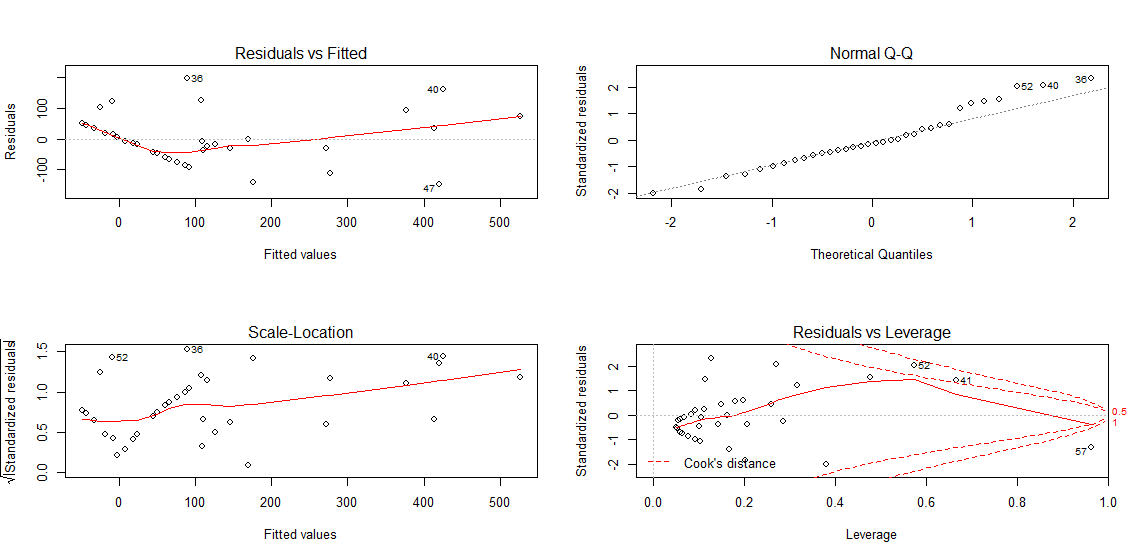 Residuals vs Fitted
Residuals
100
0
-100
36
40
47
0 100 200 300 400 500
Fitted values
Normal Q-Q
Standardized residuals
2
1
0
-1
-2
52 40 36
-2 -1 0 1 2
Theoretical Quantiles
Scale-Location
√|Standardized residuals|
1.5
1.0
0.5
0.0
52 36 40
0 100 200 300 400 500
Fitted values
Residuals vs Leverage
Standardized residuals
2
1
0
-1
-2
52
41
57
0.5
1
Cook's distance
0.0 0.2 0.4 0.6 0.8 1.0
Leverage